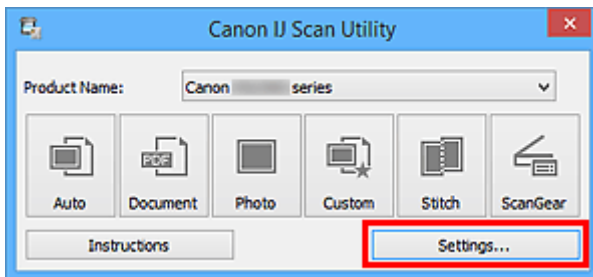 Canon IJ Scan Utility
Product Name: Canon series
PDF
Auto Document Photo Custom Stitch ScanGear
Instructions Settings...